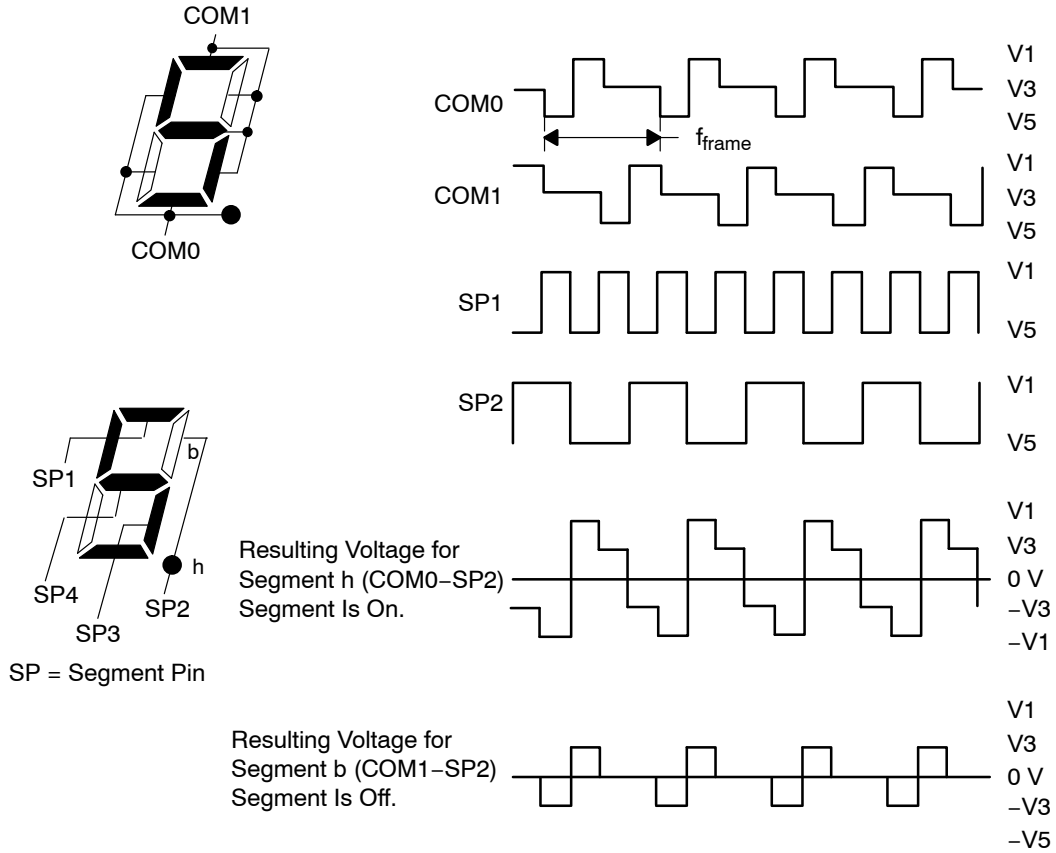 COM1
COM0
COM0
V1
V3
V5
f_frame
COM1
V1
V3
V5
SP1
V1
V5
SP2
V1
V5
b
SP1
h
SP4
SP2
SP3
SP = Segment Pin
Resulting Voltage for
Segment h (COM0−SP2)
Segment Is On.
V1
V3
0 V
−V3
−V1
Resulting Voltage for
Segment b (COM1−SP2)
Segment Is Off.
V1
V3
0 V
−V3
−V5